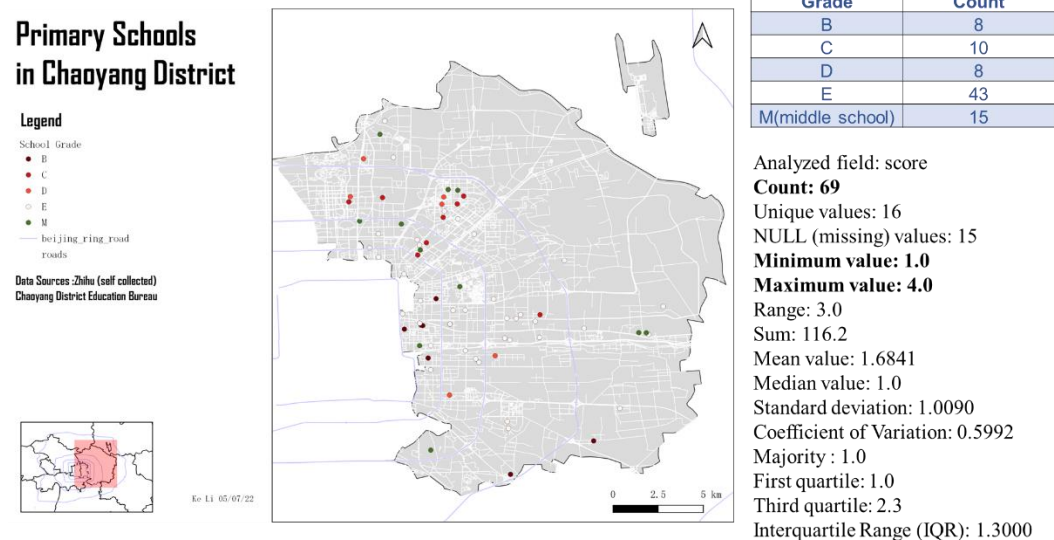 Primary Schools
in Chaoyang District
Legend
School Grade
B
C
D
E
M
beijing_ring_road
roads
Data Sources :Zhihu (self collected)
Chaoyang District Education Bureau
Ke Li 05/07/22
0 2.5 5 km
Grade Count
B 8
C 10
D 8
E 43
M(middle school) 15
Analyzed field: score
Count: 69
Unique values: 16
NULL (missing) values: 15
Minimum value: 1.0
Maximum value: 4.0
Range: 3.0
Sum: 116.2
Mean value: 1.6841
Median value: 1.0
Standard deviation: 1.0090
Coefficient of Variation: 0.5992
Majority : 1.0
First quartile: 1.0
Third quartile: 2.3
Interquartile Range (IQR): 1.3000